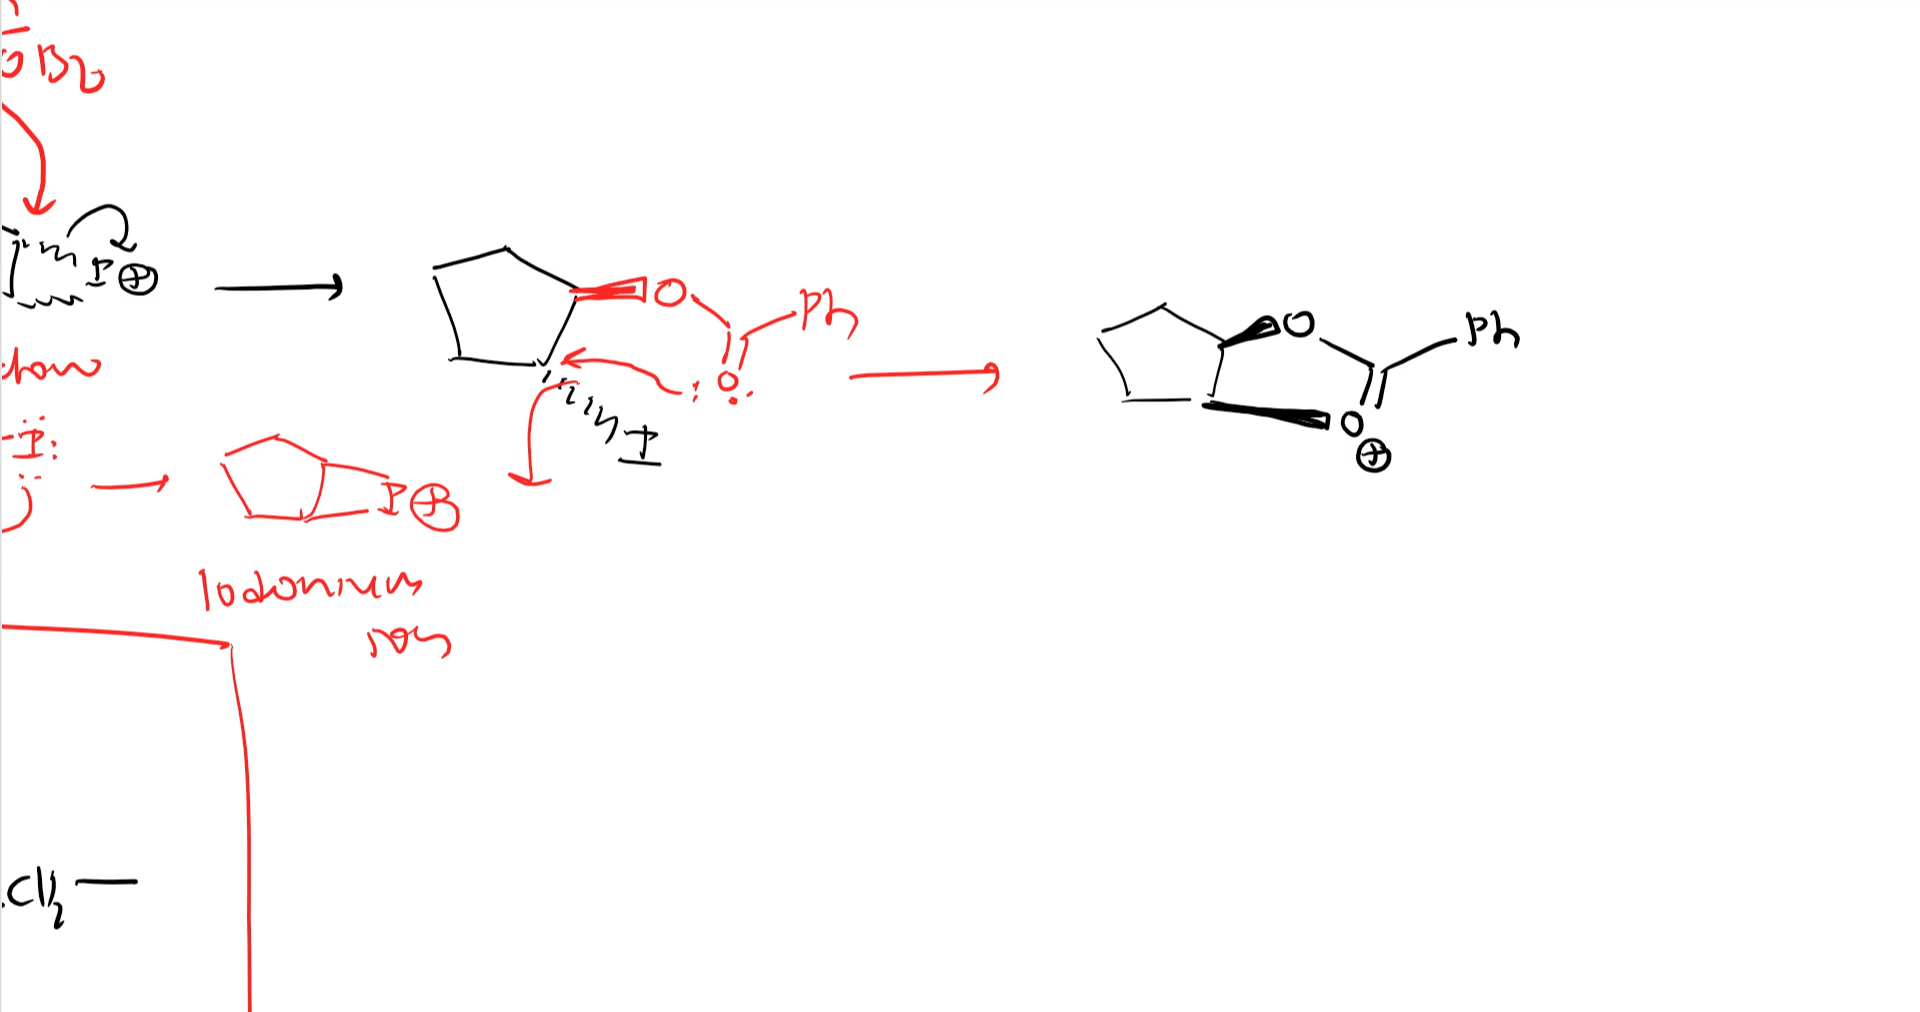 OBz
I ⊕
O
Ph
O
I
O
Ph
O
⊕
I:
I ⊕
Iodonium
ion
.Cl2